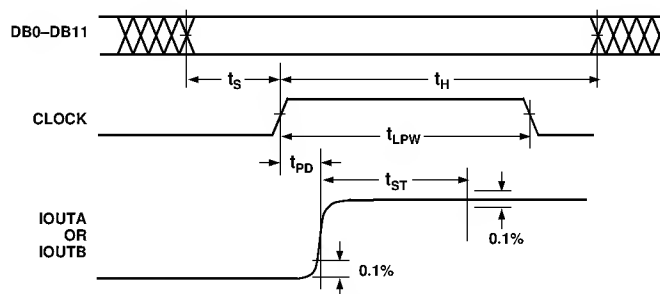 DB0–DB11
tS
tH
CLOCK
tLPW
tPD
tST
IOUTA
OR
IOUTB
0.1%
0.1%